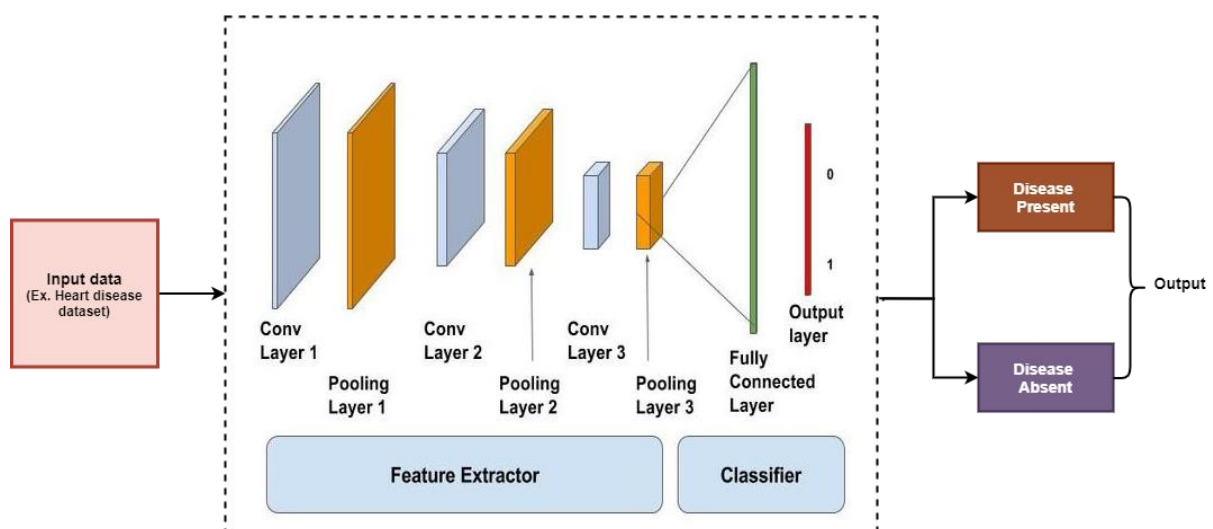 Input data
(Ex. Heart disease
dataset)
Conv
Layer 1
Pooling
Layer 1
Conv
Layer 2
Pooling
Layer 2
Conv
Layer 3
Pooling
Layer 3
Fully
Connected
Layer
0
1
Output
layer
Feature Extractor
Classifier
Disease
Present
Disease
Absent
Output